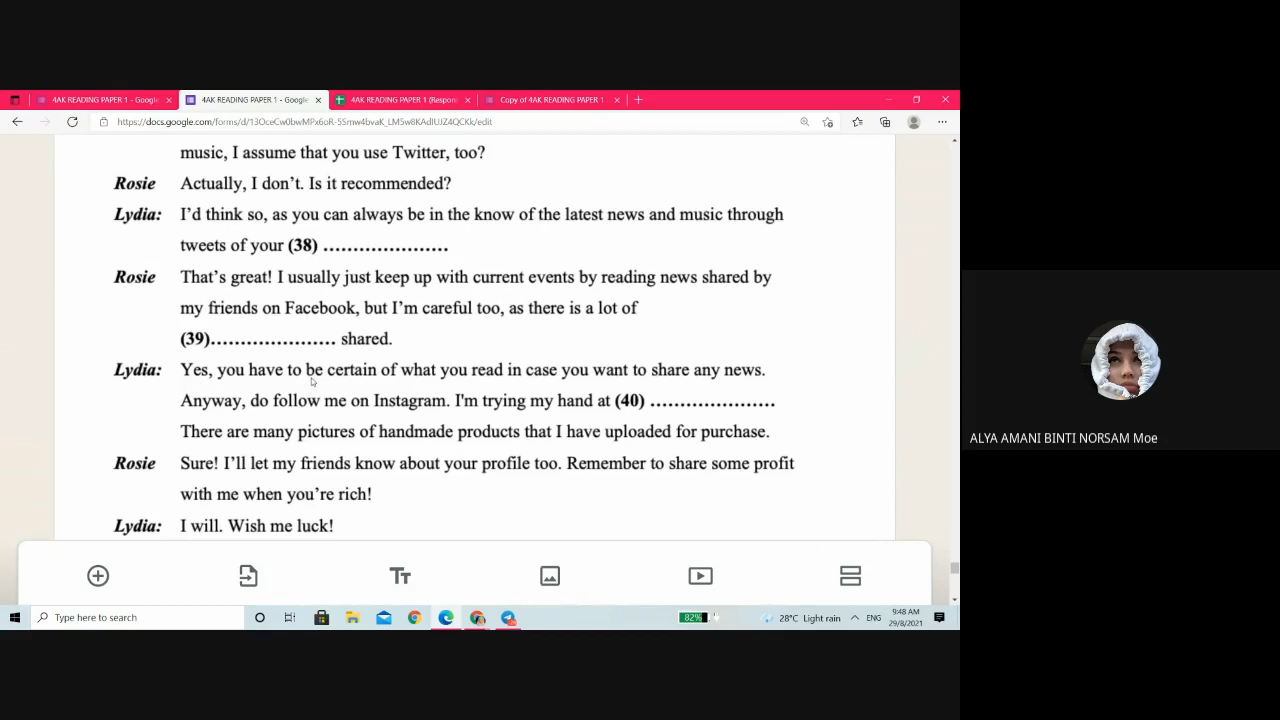 4AK READING PAPER 1 - Google
4AK READING PAPER 1 - Google
4AK READING PAPER 1 (Respon
Copy of 4AK READING PAPER 1
music, I assume that you use Twitter, too?
Rosie Actually, I don't. Is it recommended?
Lydia: I'd think so, as you can always be in the know of the latest news and music through
tweets of your (38) .....................
Rosie That's great! I usually just keep up with current events by reading news shared by
my friends on Facebook, but I'm careful too, as there is a lot of
(39)..................... shared.
Lydia: Yes, you have to be certain of what you read in case you want to share any news.
Anyway, do follow me on Instagram. I'm trying my hand at (40) .....................
There are many pictures of handmade products that I have uploaded for purchase.
Rosie Sure! I'll let my friends know about your profile too. Remember to share some profit
with me when you're rich!
Lydia: I will. Wish me luck!
Tт
Type here to search
82%
28°C Light rain
ENG
9:48 AM
29/8/2021
ALYA AMANI BINTI NORSAM Moe